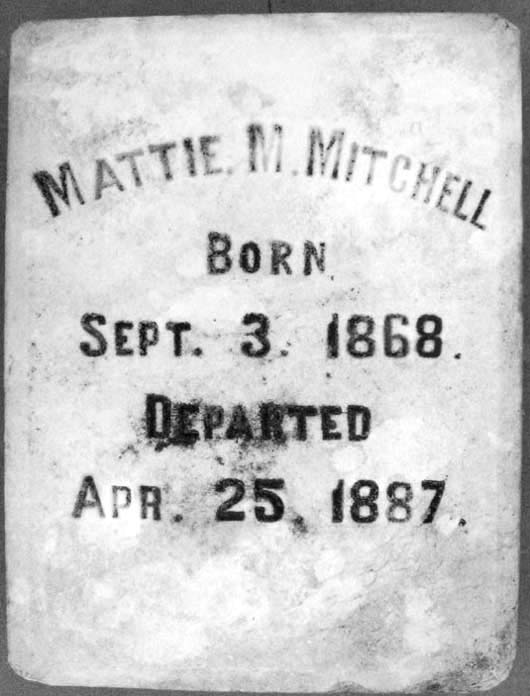 MATTIE. M. MITCHELL
BORN
SEPT. 3. 1868.
DEPARTED
APR. 25. 1887.